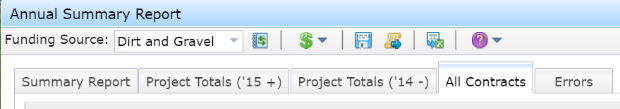 Annual Summary Report
Funding Source: Dirt and Gravel
Summary Report Project Totals ('15 +) Project Totals ('14 -) All Contracts Errors